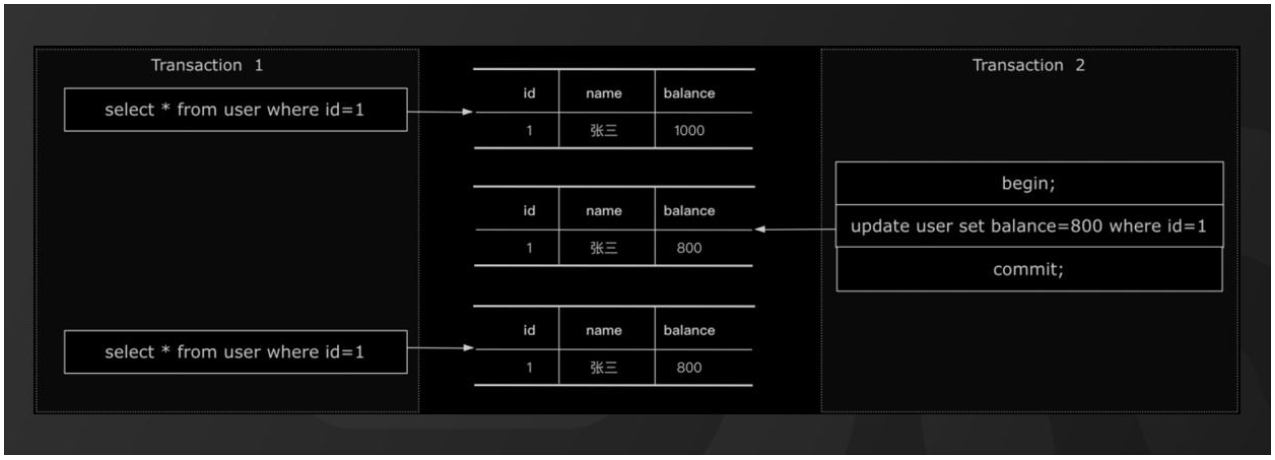 Transaction 1
Transaction 2
select * from user where id=1
id name balance
1 张三 1000
begin;
id name balance
update user set balance=800 where id=1
1 张三 800
commit;
id name balance
select * from user where id=1
1 张三 800